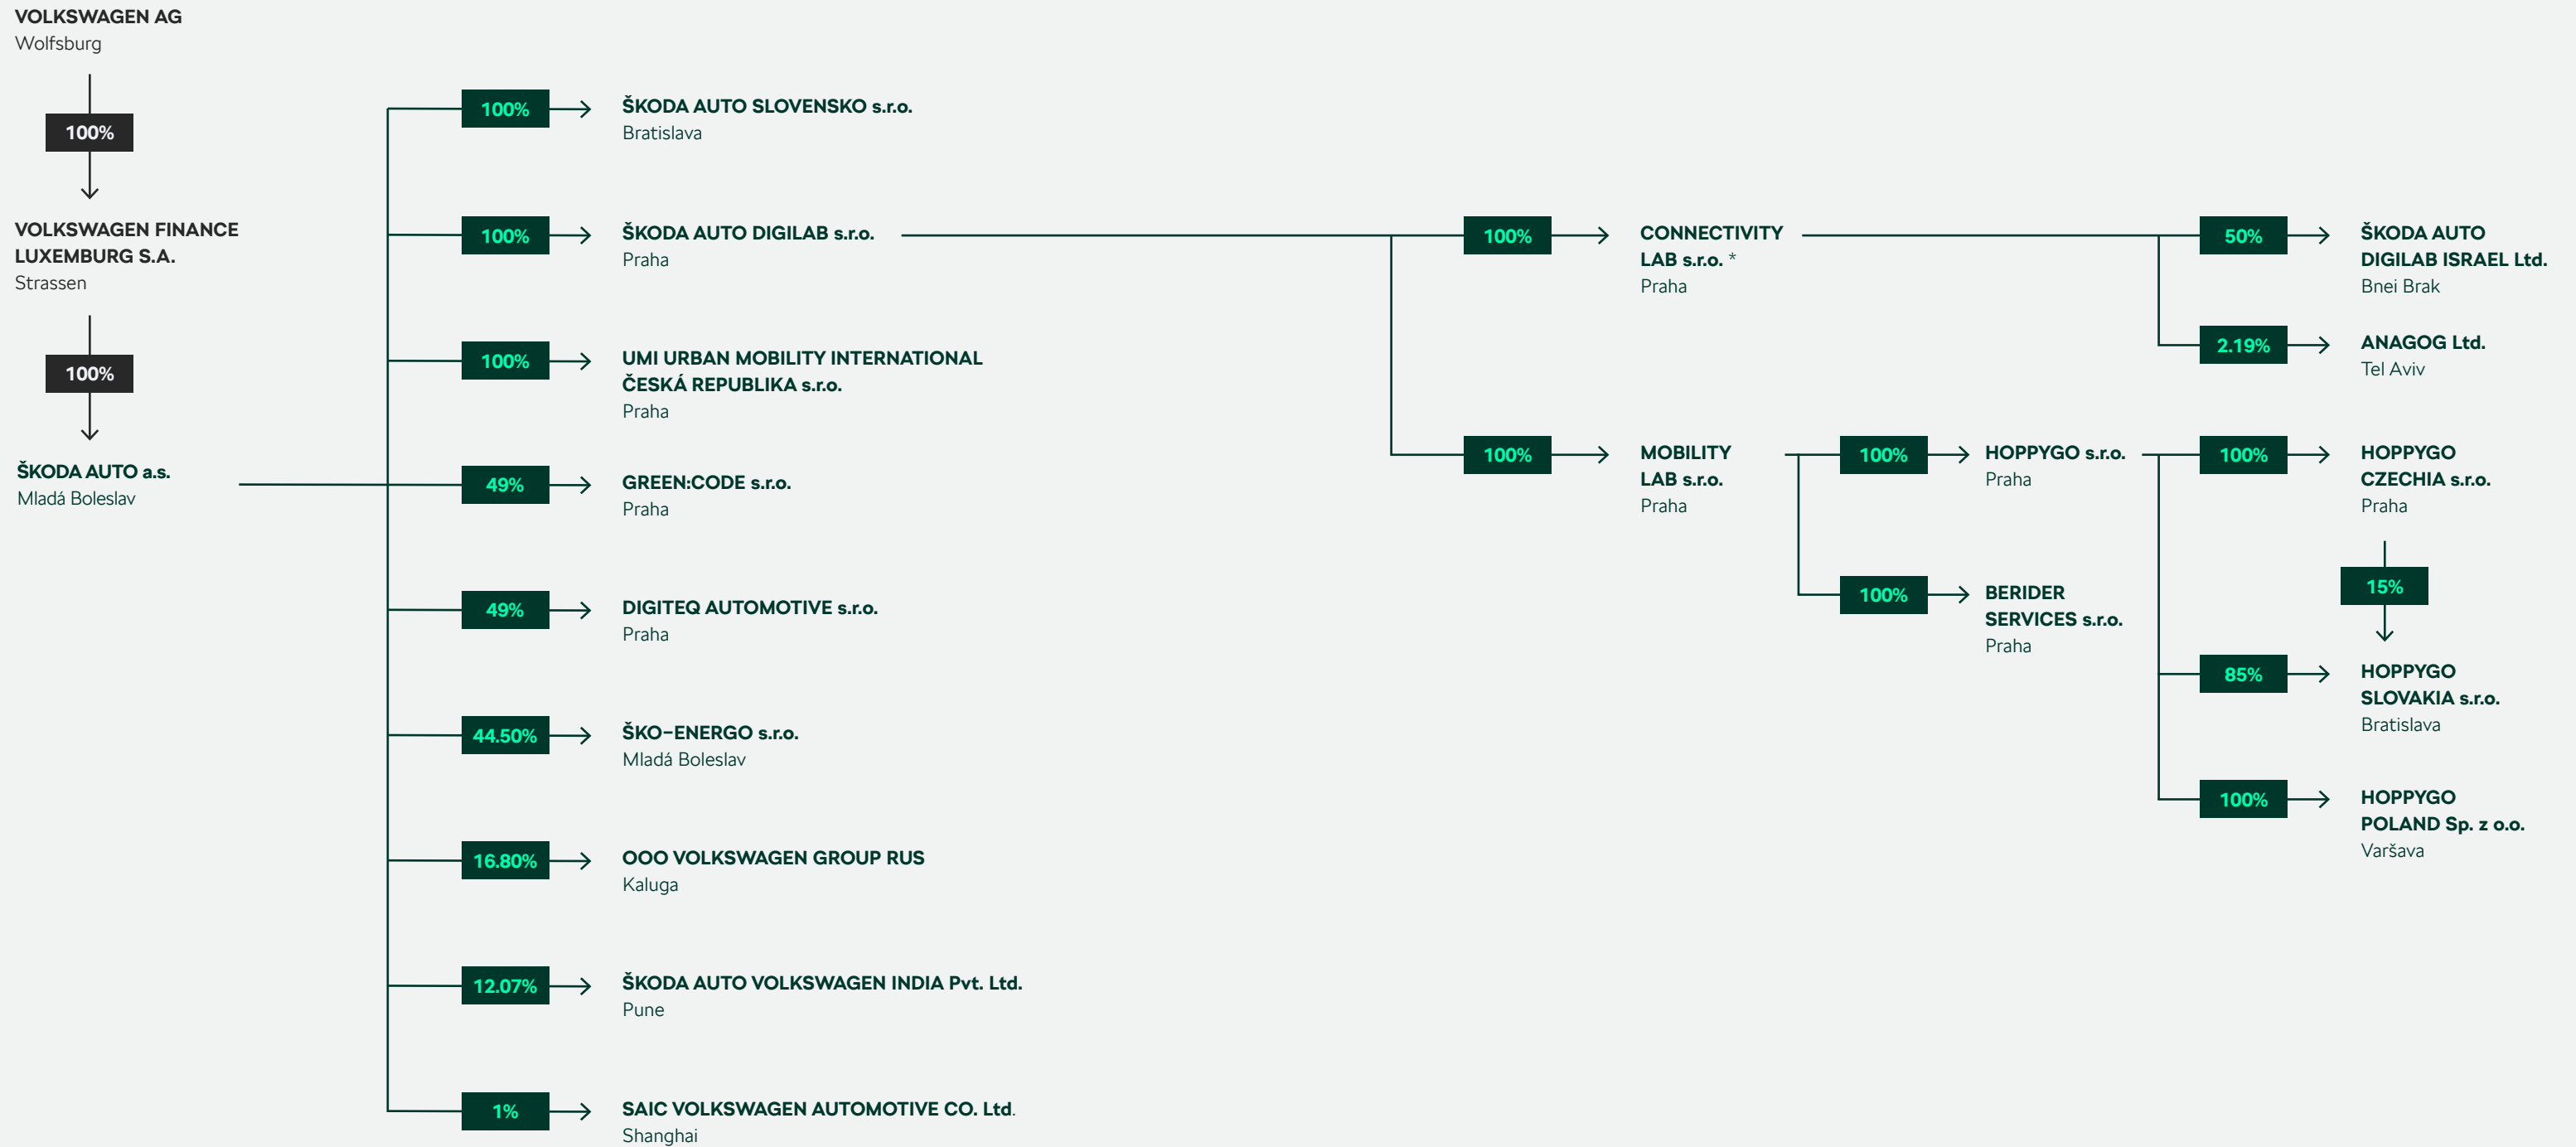 VOLKSWAGEN AG
Wolfsburg
100%
VOLKSWAGEN FINANCE
LUXEMBURG S.A.
Strassen
100%
ŠKODA AUTO a.s.
Mladá Boleslav
100%
ŠKODA AUTO SLOVENSKO s.r.o.
Bratislava
100%
ŠKODA AUTO DIGILAB s.r.o.
Praha
100%
UMI URBAN MOBILITY INTERNATIONAL
ČESKÁ REPUBLIKA s.r.o.
Praha
49%
GREEN:CODE s.r.o.
Praha
49%
DIGITEQ AUTOMOTIVE s.r.o.
Praha
44.50%
ŠKO–ENERGO s.r.o.
Mladá Boleslav
16.80%
OOO VOLKSWAGEN GROUP RUS
Kaluga
12.07%
ŠKODA AUTO VOLKSWAGEN INDIA Pvt. Ltd.
Pune
1%
SAIC VOLKSWAGEN AUTOMOTIVE CO. Ltd.
Shanghai
100%
CONNECTIVITY
LAB s.r.o. *
Praha
100%
MOBILITY
LAB s.r.o.
Praha
100%
HOPPYGO s.r.o.
Praha
100%
BERIDER
SERVICES s.r.o.
Praha
50%
ŠKODA AUTO
DIGILAB ISRAEL Ltd.
Bnei Brak
2.19%
ANAGOG Ltd.
Tel Aviv
100%
HOPPYGO
CZECHIA s.r.o.
Praha
15%
85%
HOPPYGO
SLOVAKIA s.r.o.
Bratislava
100%
HOPPYGO
POLAND Sp. z o.o.
Varšava